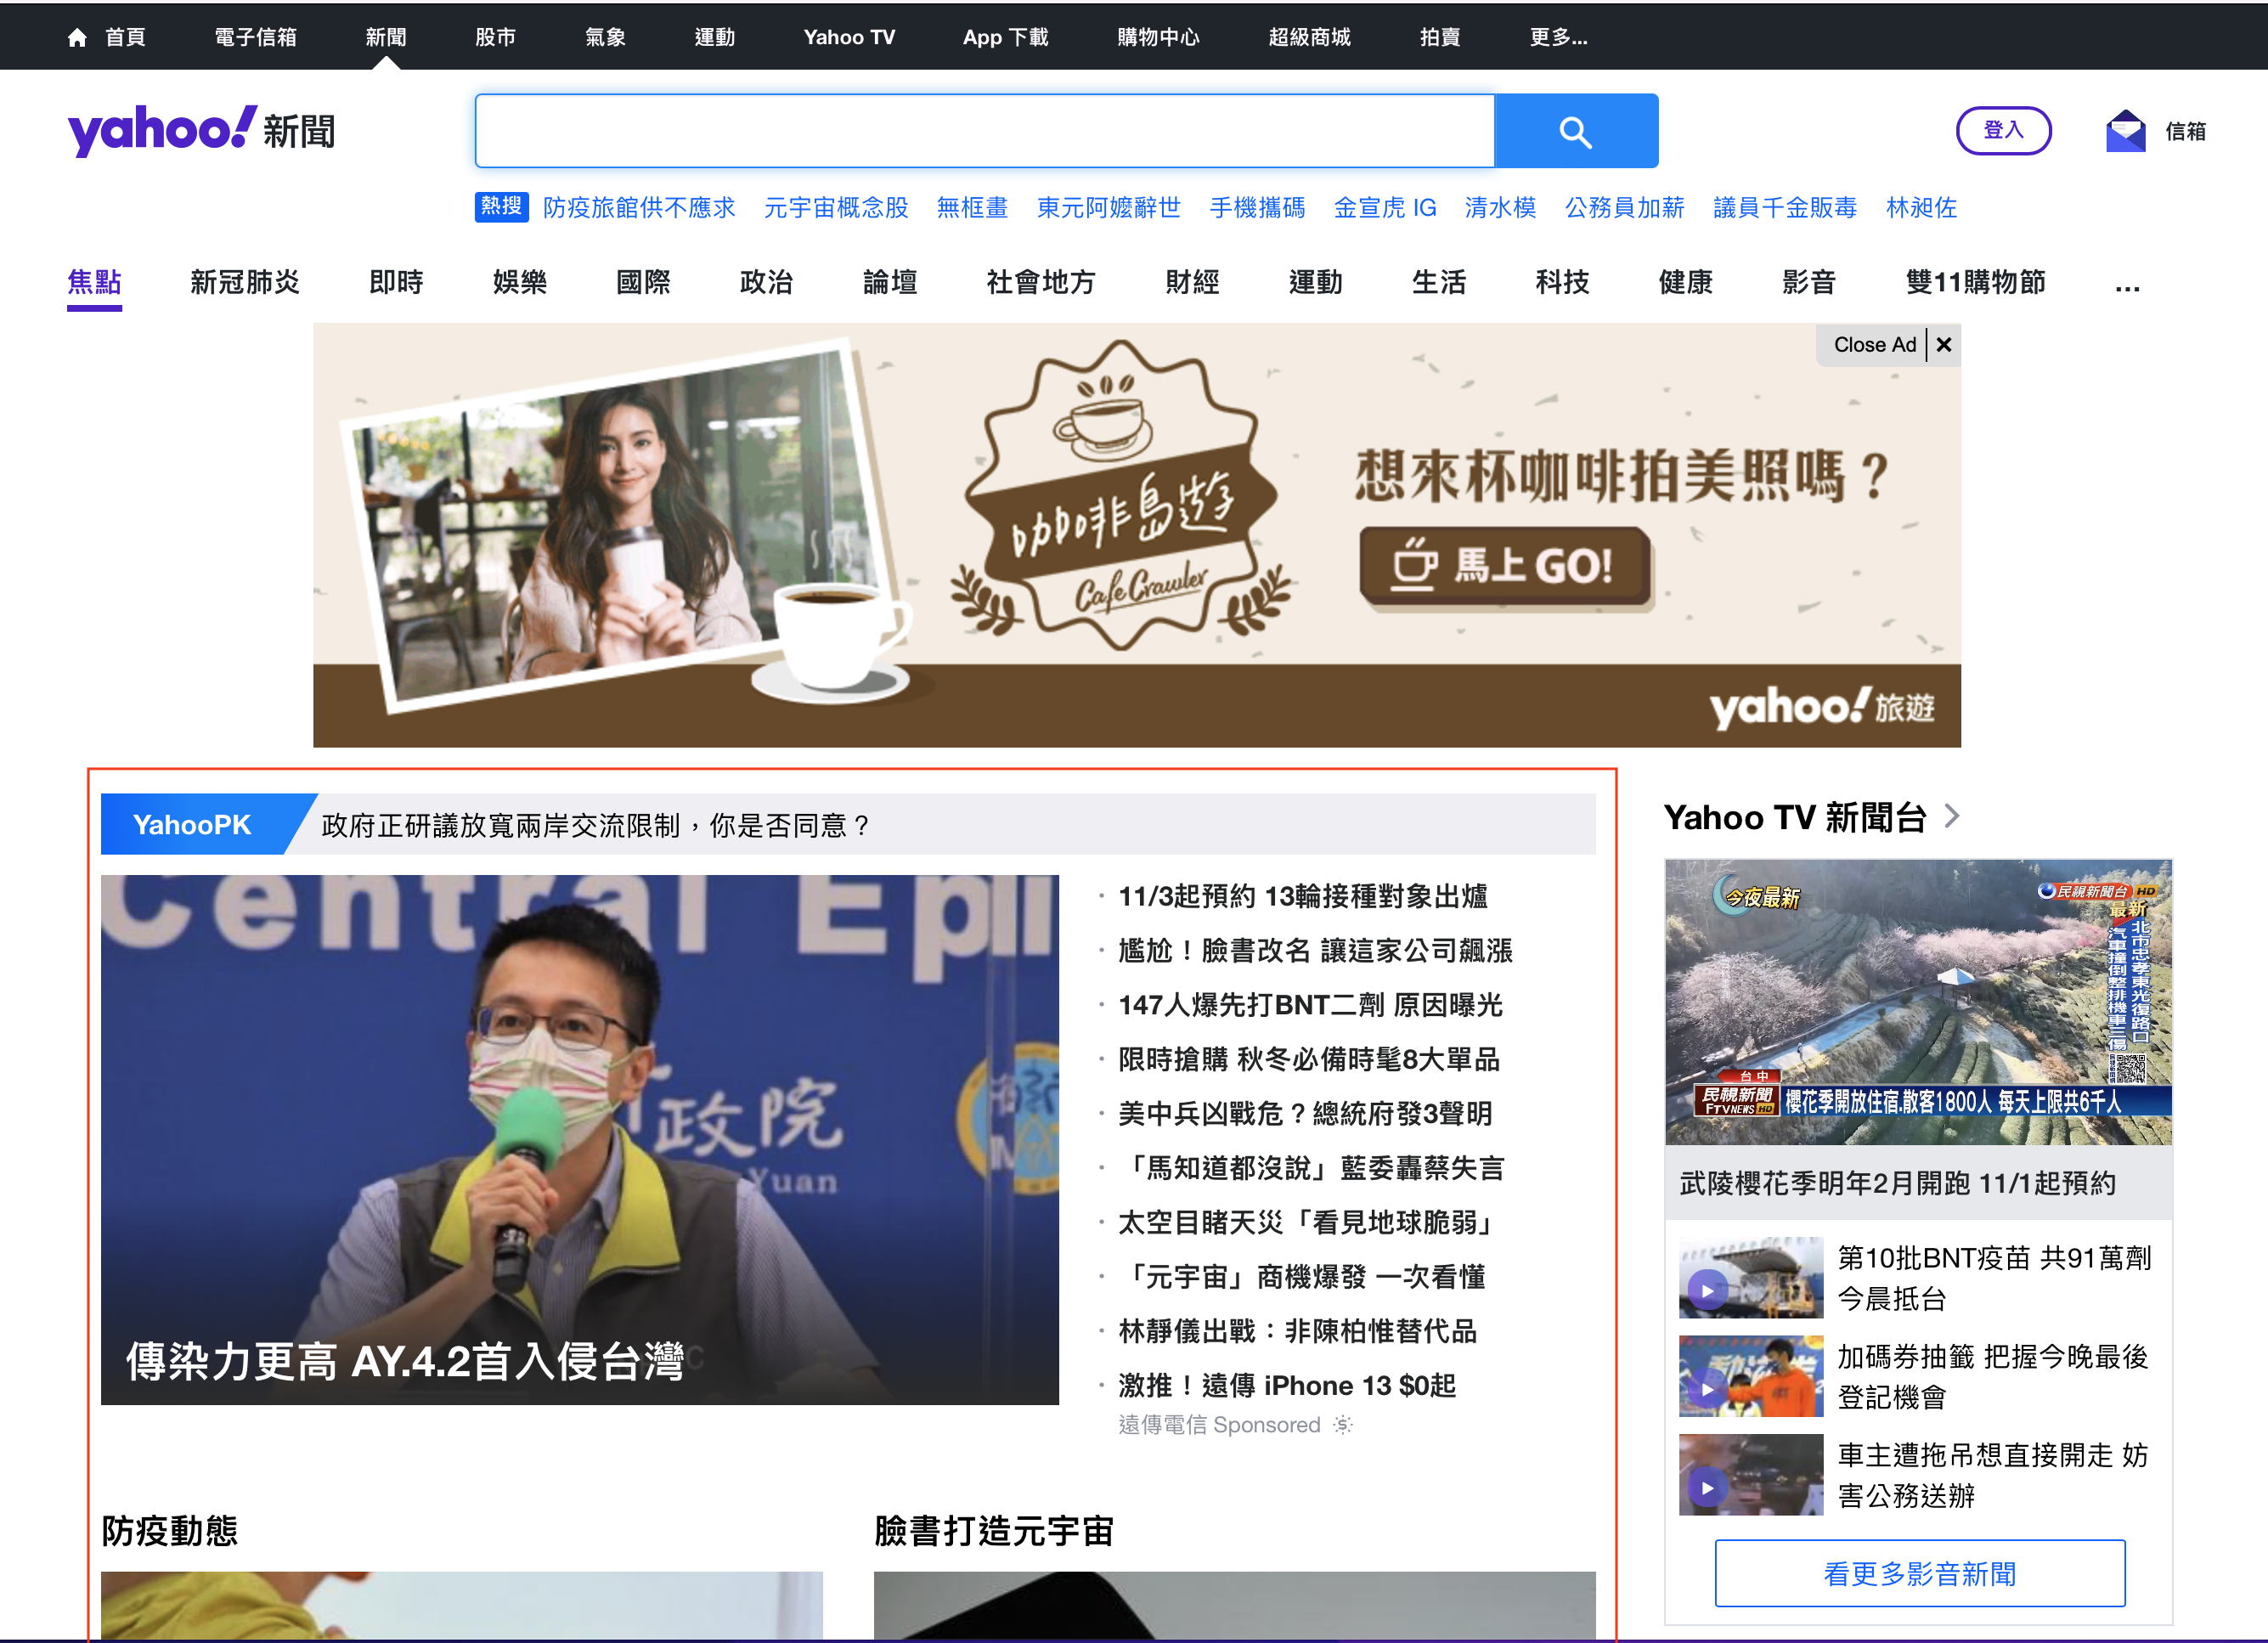 首頁 電子信箱 新聞 股市 氣象 運動 Yahoo TV App 下載 購物中心 超級商城 拍賣 更多...
yahoo! 新聞
登入 信箱
熱搜 防疫旅館供不應求 元宇宙概念股 無框畫 東元阿嬤辭世 手機攜碼 金宣虎 IG 清水模 公務員加薪 議員千金販毒 林昶佐
焦點 新冠肺炎 即時 娛樂 國際 政治 論壇 社會地方 財經 運動 生活 科技 健康 影音 雙11購物節 ...
Close Ad
咖啡島遊
Cafe Crawler
想來杯咖啡拍美照嗎？
馬上 GO!
yahoo! 旅遊
YahooPK 政府正研議放寬兩岸交流限制，你是否同意？
Central Epi
政院
Yuan
傳染力更高 AY.4.2首入侵台灣
11/3起預約 13輪接種對象出爐
尷尬！臉書改名 讓這家公司飆漲
147人爆先打BNT二劑 原因曝光
限時搶購 秋冬必備時髦8大單品
美中兵凶戰危？總統府發3聲明
「馬知道都沒說」藍委轟蔡失言
太空目睹天災「看見地球脆弱」
「元宇宙」商機爆發 一次看懂
林靜儀出戰：非陳柏惟替代品
激推！遠傳 iPhone 13 $0起
遠傳電信 Sponsored
防疫動態
臉書打造元宇宙
Yahoo TV 新聞台
今夜最新
民視新聞台 HD
最新
北市忠孝東光復路口
汽車撞倒整排機車三傷
台中
民視新聞
FTVNEWS HD
櫻花季開放住宿.散客1800人 每天上限共6千人
武陵櫻花季明年2月開跑 11/1起預約
第10批BNT疫苗 共91萬劑
今晨抵台
加碼券抽籤 把握今晚最後
登記機會
車主遭拖吊想直接開走 妨
害公務送辦
看更多影音新聞